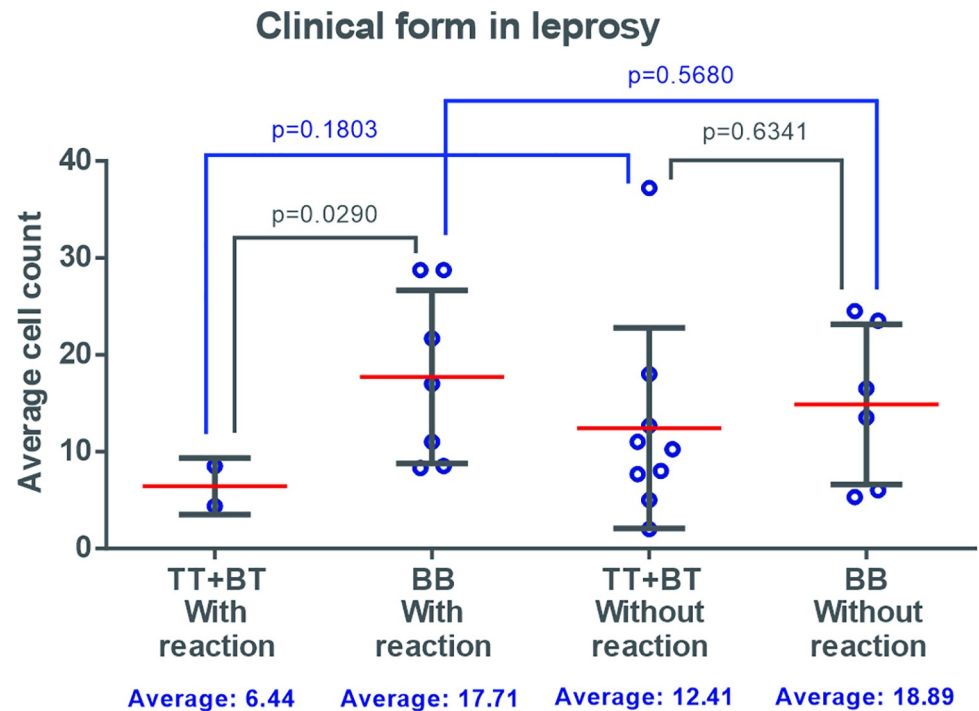 Clinical form in leprosy
p=0.5680
p=0.1803
p=0.6341
p=0.0290
Average cell count
40
30
20
10
0
TT+BT
With
reaction
BB
With
reaction
TT+BT
Without
reaction
BB
Without
reaction
Average: 6.44
Average: 17.71
Average: 12.41
Average: 18.89